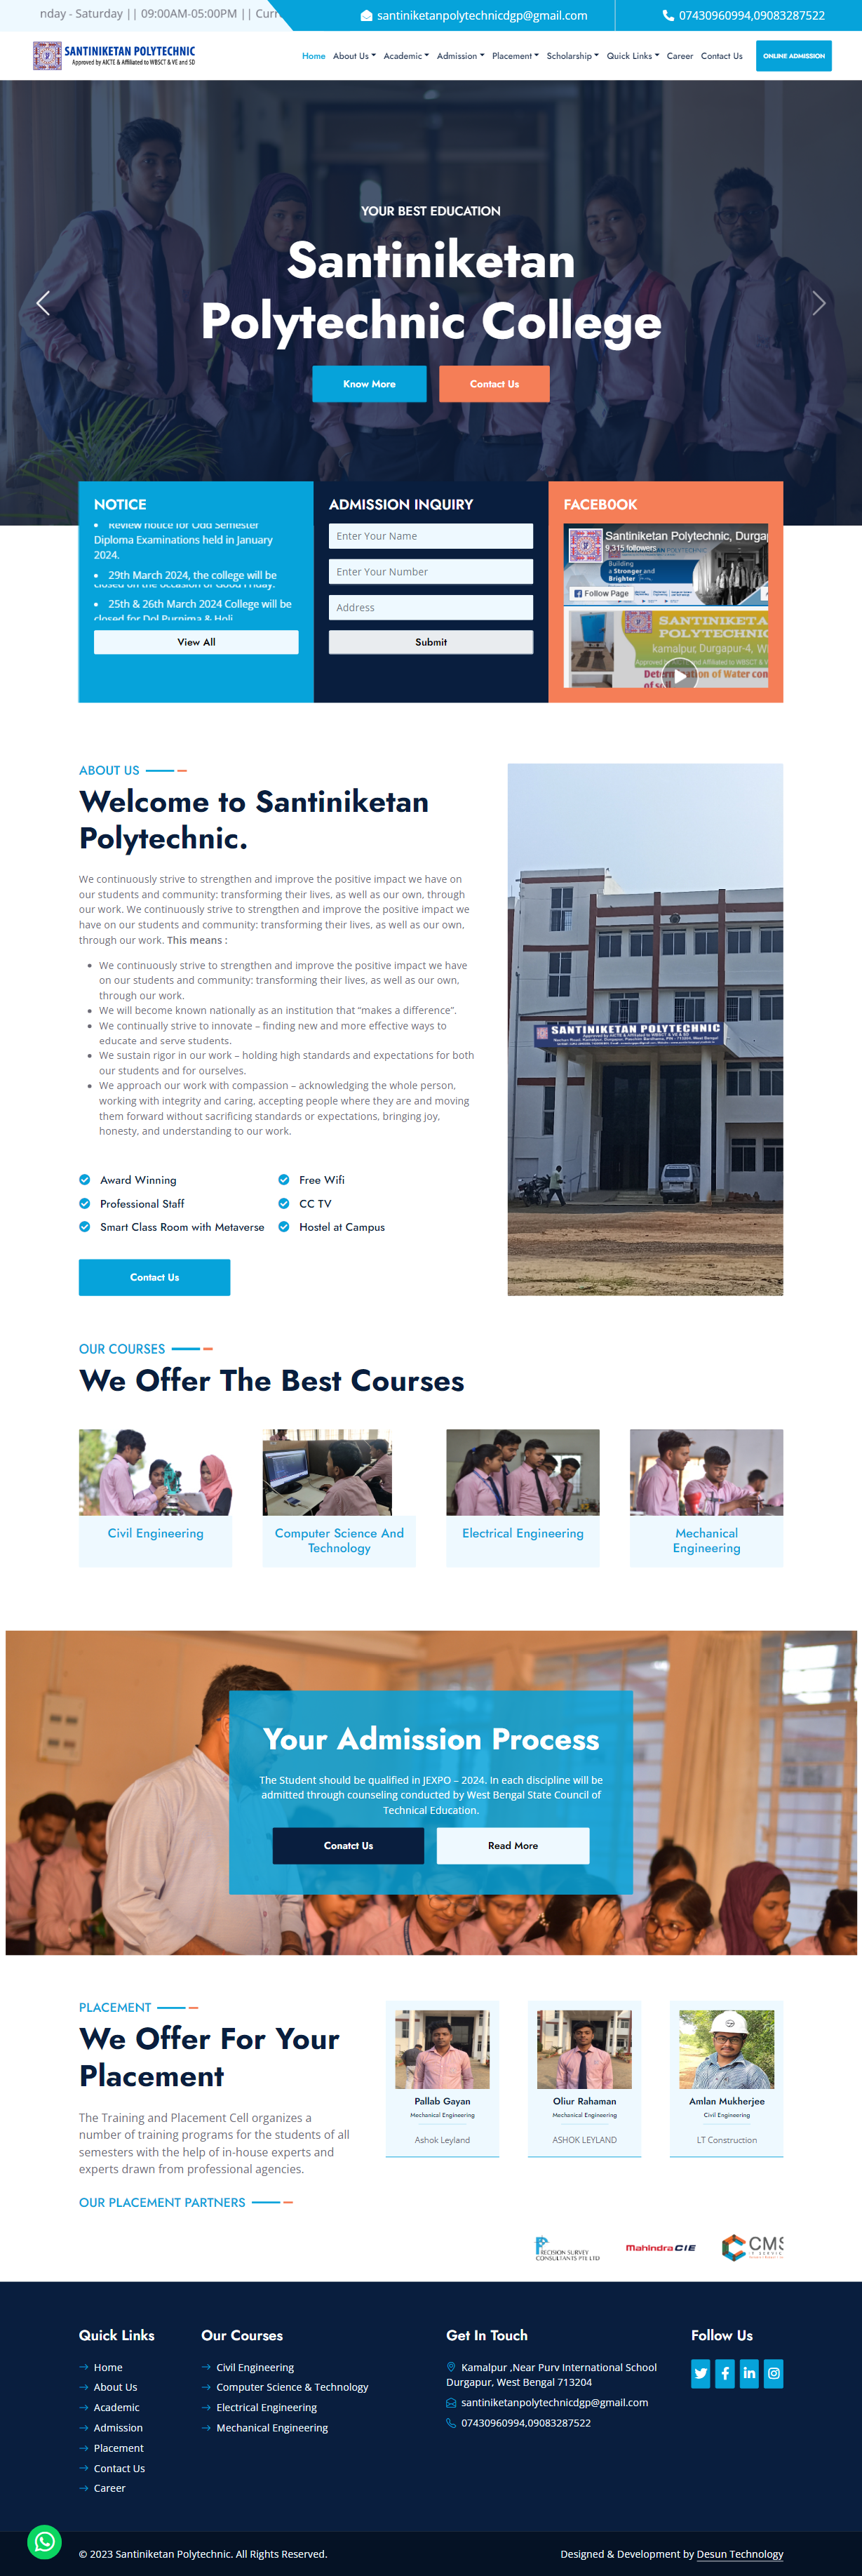 nday - Saturday || 09:00AM-05:00PM || Curr
santiniketanpolytechnicdgp@gmail.com
07430960994,09083287522
SANTINIKETAN POLYTECHNIC
Approved by AICTE & Affiliated to WBSCT & VE and SD
Home About Us Academic Admission Placement Scholarship Quick Links Career Contact Us ONLINE ADMISSION
YOUR BEST EDUCATION
Santiniketan
Polytechnic College
Know More
Contact Us
NOTICE
Review notice for Odd Semester
Diploma Examinations held in January
2024.
29th March 2024, the college will be
closed on the occasion of Good Friday.
25th & 26th March 2024 College will be
closed for Dol Purnima & Holi
View All
ADMISSION INQUIRY
Enter Your Name
Enter Your Number
Address
Submit
FACEB0OK
Santiniketan Polytechnic, Durgap
9,315 followers
Building
a Stronger and
Brighter
Follow Page
SANTINIKETA
POLYTECHNIC
kamalpur, Durgapur-4, W
Approved by AICTE and Affiliated to WBSCT & V
Determination of Water con
of soil
ABOUT US
Welcome to Santiniketan
Polytechnic.
We continuously strive to strengthen and improve the positive impact we have on
our students and community: transforming their lives, as well as our own, through
our work. We continuously strive to strengthen and improve the positive impact we
have on our students and community: transforming their lives, as well as our own,
through our work. This means :
We continuously strive to strengthen and improve the positive impact we have
on our students and community: transforming their lives, as well as our own,
through our work.
We will become known nationally as an institution that “makes a difference”.
We continually strive to innovate – finding new and more effective ways to
educate and serve students.
We sustain rigor in our work – holding high standards and expectations for both
our students and for ourselves.
We approach our work with compassion – acknowledging the whole person,
working with integrity and caring, accepting people where they are and moving
them forward without sacrificing standards or expectations, bringing joy,
honesty, and understanding to our work.
SANTINIKETAN POLYTECHNIC
Approved by AICTE & Affiliated to WBSCT & VE & SD
Award Winning
Free Wifi
Professional Staff
CC TV
Smart Class Room with Metaverse
Hostel at Campus
Contact Us
OUR COURSES
We Offer The Best Courses
Civil Engineering
Computer Science And
Technology
Electrical Engineering
Mechanical
Engineering
Your Admission Process
The Student should be qualified in JEXPO – 2024. In each discipline will be
admitted through counseling conducted by West Bengal State Council of
Technical Education.
Conatct Us
Read More
PLACEMENT
We Offer For Your
Placement
The Training and Placement Cell organizes a
number of training programs for the students of all
semesters with the help of in-house experts and
experts drawn from professional agencies.
Pallab Gayan
Mechanical Engineering
Ashok Leyland
Oliur Rahaman
Mechanical Engineering
ASHOK LEYLAND
Amlan Mukherjee
Civil Engineering
LT Construction
OUR PLACEMENT PARTNERS
PRECISION SURVEY
CONSULTANTS PTE LTD
Mahindra CIE
CMS
Quick Links
Home
About Us
Academic
Admission
Placement
Contact Us
Career
Our Courses
Civil Engineering
Computer Science & Technology
Electrical Engineering
Mechanical Engineering
Get In Touch
Kamalpur ,Near Purv International School
Durgapur, West Bengal 713204
santiniketanpolytechnicdgp@gmail.com
07430960994,09083287522
Follow Us
© 2023 Santiniketan Polytechnic. All Rights Reserved.
Designed & Development by Desun Technology